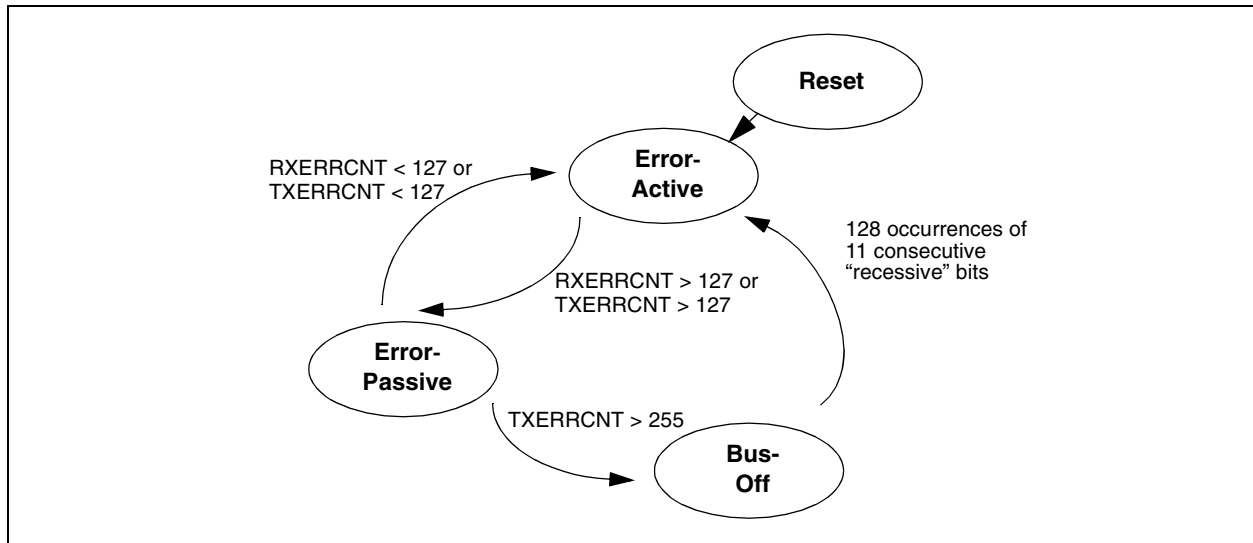 Reset
Error-
Active
RXERRCNT < 127 or
TXERRCNT < 127
128 occurrences of
11 consecutive
“recessive” bits
RXERRCNT > 127 or
TXERRCNT > 127
Error-
Passive
TXERRCNT > 255
Bus-
Off